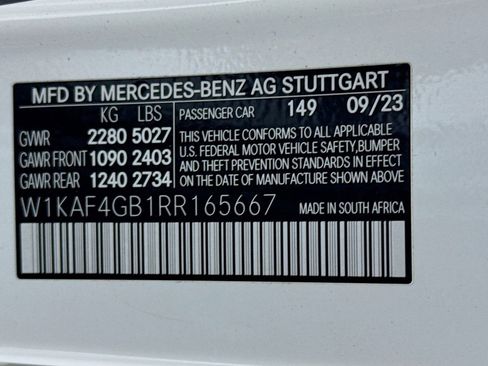 MFD BY MERCEDES-BENZ AG STUTTGART
KG LBS PASSENGER CAR 149 09/23
GVWR 2280 5027
GAWR FRONT 1090 2403
GAWR REAR 1240 2734
THIS VEHICLE CONFORMS TO ALL APPLICABLE
U.S. FEDERAL MOTOR VEHICLE SAFETY,BUMPER
AND THEFT PREVENTION STANDARDS IN EFFECT
ON THE DATE OF MANUFACTURE SHOWN ABOVE
W1KAF4GB1RR165667 MADE IN SOUTH AFRICA